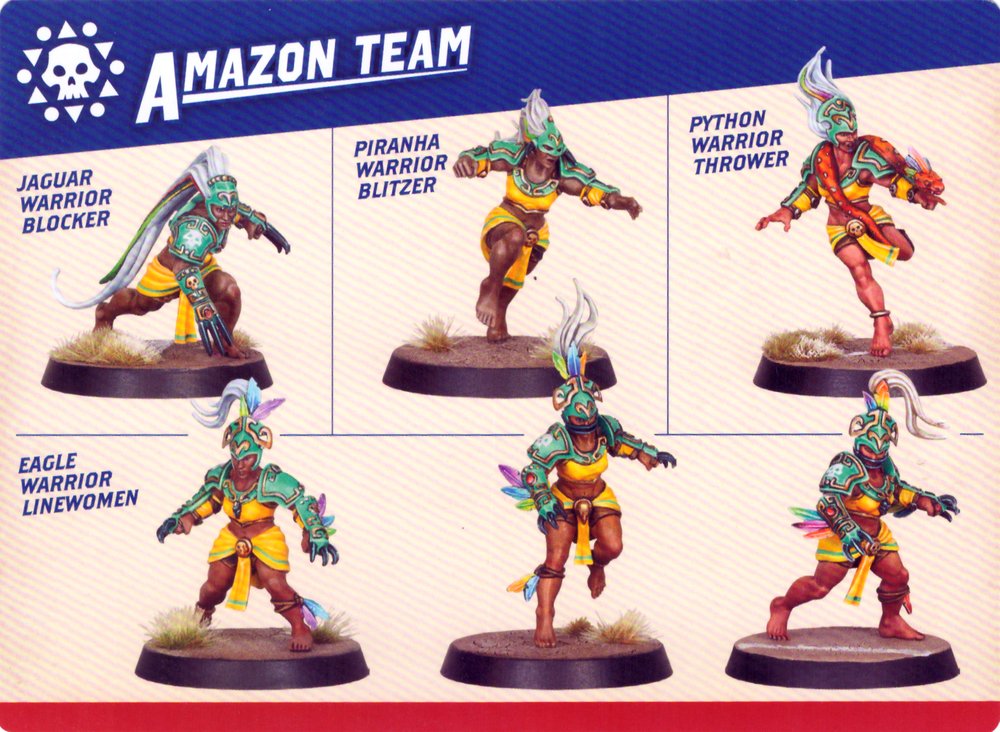 AMAZON TEAM
JAGUAR
WARRIOR
BLOCKER
PIRANHA
WARRIOR
BLITZER
PYTHON
WARRIOR
THROWER
EAGLE
WARRIOR
LINEWOMEN